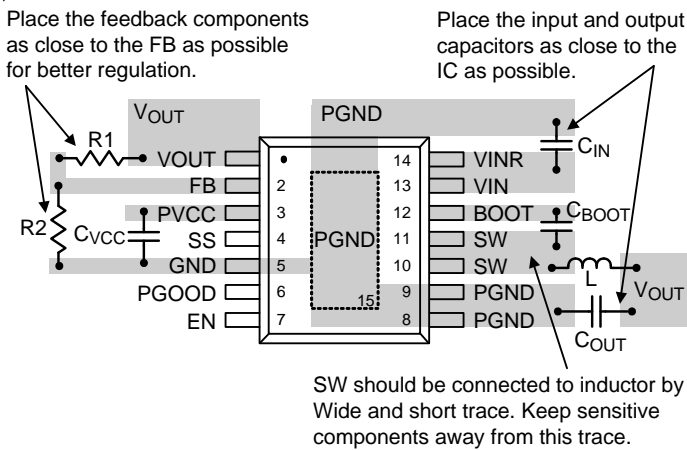 Place the feedback components
as close to the FB as possible
for better regulation.
Place the input and output
capacitors as close to the
IC as possible.
VOUT
PGND
R1
CIN
VOUT
14
VINR
FB
2
13
VIN
PVCC
3
12
BOOT
CBOOT
R2
CVCC
SS
4
PGND
11
SW
GND
5
10
SW
L
PGOOD
6
15
9
PGND
VOUT
EN
7
8
PGND
COUT
SW should be connected to inductor by
Wide and short trace. Keep sensitive
components away from this trace.